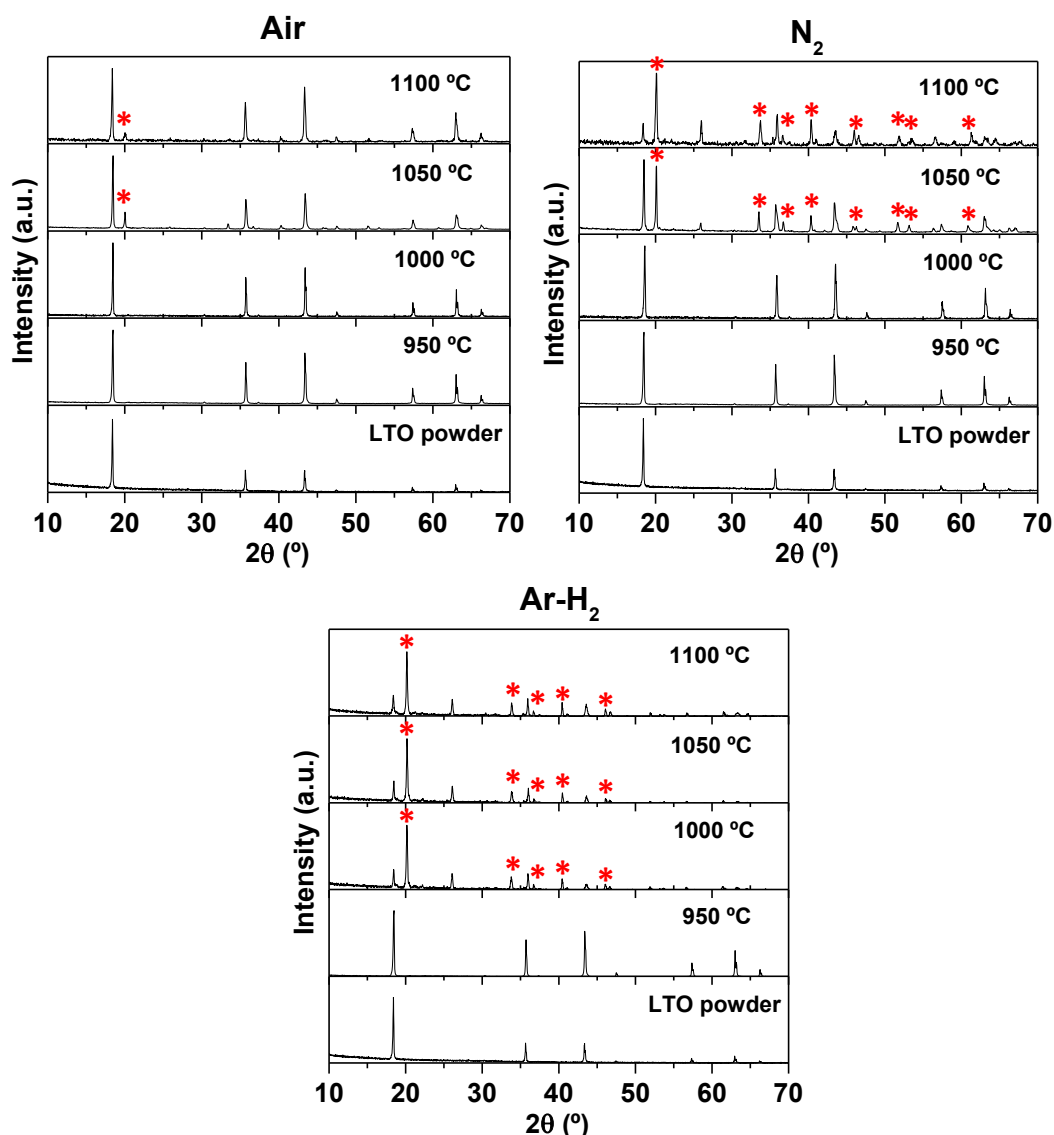 Air
Intensity (a.u.)
*
1100 ºC
*
1050 ºC
1000 ºC
950 ºC
LTO powder
10 20 30 40 50 60 70
2θ (º)
N₂
Intensity (a.u.)
* * * * * * * *
1100 ºC
* * * * * * * *
1050 ºC
1000 ºC
950 ºC
LTO powder
10 20 30 40 50 60 70
2θ (º)
Ar-H₂
Intensity (a.u.)
* * * * *
1100 ºC
* * * * *
1050 ºC
* * * * *
1000 ºC
950 ºC
LTO powder
10 20 30 40 50 60 70
2θ (º)